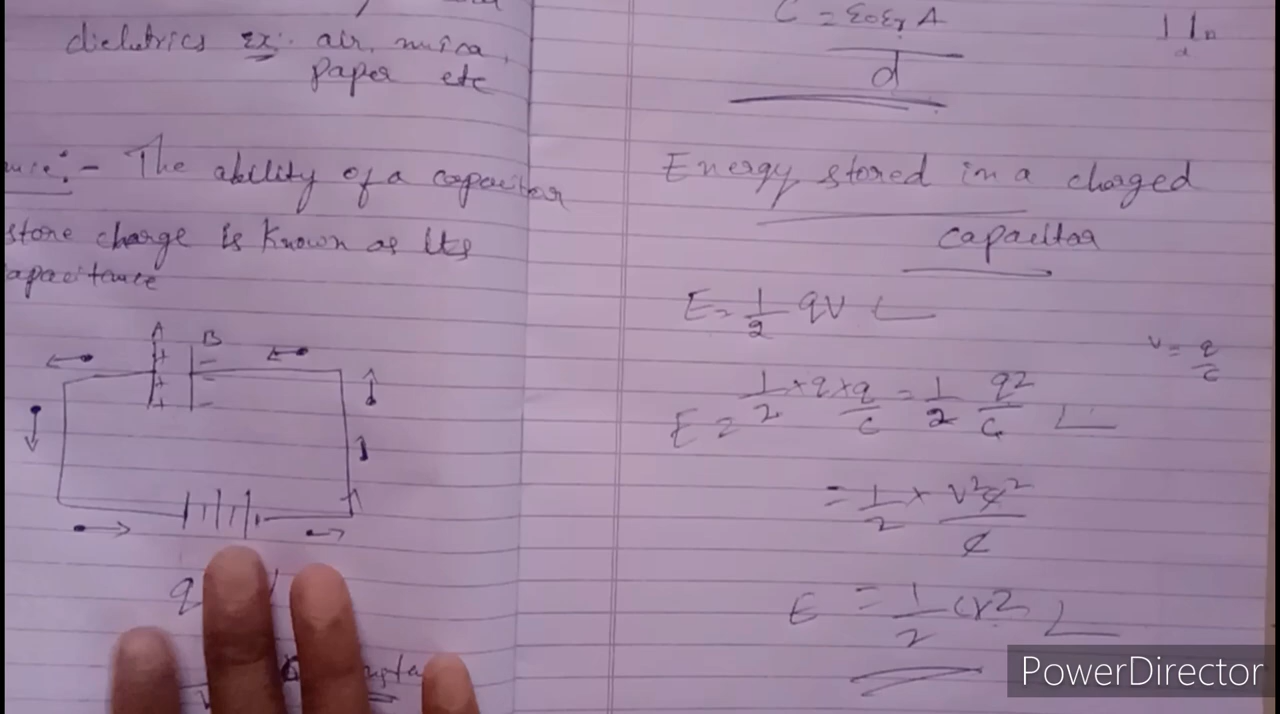 dielectrics Ex: air, mica,
paper etc
:- The ability of a capacitor
store charge is known as its
apacitance
A B
+ -
+ -
+ -
q
C = ε₀εᵣ A
d
Energy stored in a charged
capacitor
E = 1/2 qV
V = q/c
E = 1/2 × q × q/c = 1/2 q²/c
= 1/2 × V²c²/c
E = 1/2 CV²
PowerDirector